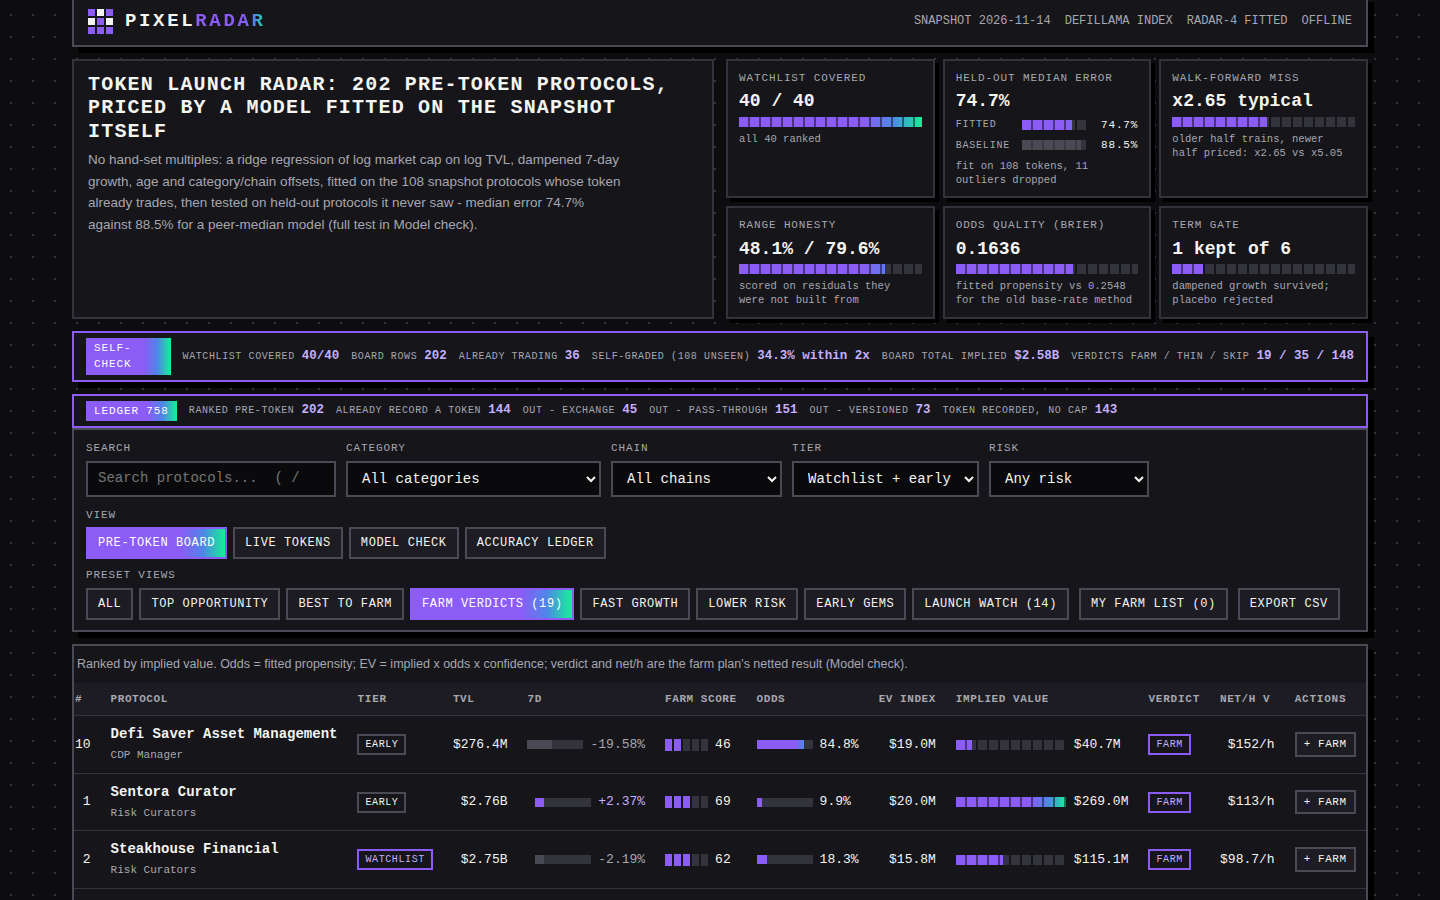 PIXELRADAR
SNAPSHOT 2026-11-14 DEFILLAMA INDEX RADAR-4 FITTED OFFLINE
TOKEN LAUNCH RADAR: 202 PRE-TOKEN PROTOCOLS,
PRICED BY A MODEL FITTED ON THE SNAPSHOT
ITSELF
No hand-set multiples: a ridge regression of log market cap on log TVL, dampened 7-day
growth, age and category/chain offsets, fitted on the 108 snapshot protocols whose token
already trades, then tested on held-out protocols it never saw - median error 74.7%
against 88.5% for a peer-median model (full test in Model check).
WATCHLIST COVERED
40 / 40
all 40 ranked
HELD-OUT MEDIAN ERROR
74.7%
FITTED 74.7%
BASELINE 88.5%
fit on 108 tokens, 11
outliers dropped
WALK-FORWARD MISS
x2.65 typical
older half trains, newer
half priced: x2.65 vs x5.05
RANGE HONESTY
48.1% / 79.6%
scored on residuals they
were not built from
ODDS QUALITY (BRIER)
0.1636
fitted propensity vs 0.2548
for the old base-rate method
TERM GATE
1 kept of 6
dampened growth survived;
placebo rejected
SELF-
CHECK
WATCHLIST COVERED 40/40 BOARD ROWS 202 ALREADY TRADING 36 SELF-GRADED (108 UNSEEN) 34.3% within 2x BOARD TOTAL IMPLIED $2.58B VERDICTS FARM / THIN / SKIP 19 / 35 / 148
LEDGER 758 RANKED PRE-TOKEN 202 ALREADY RECORD A TOKEN 144 OUT - EXCHANGE 45 OUT - PASS-THROUGH 151 OUT - VERSIONED 73 TOKEN RECORDED, NO CAP 143
SEARCH CATEGORY CHAIN TIER RISK
Search protocols... ( / All categories All chains Watchlist + early Any risk
VIEW
PRE-TOKEN BOARD LIVE TOKENS MODEL CHECK ACCURACY LEDGER
PRESET VIEWS
ALL TOP OPPORTUNITY BEST TO FARM FARM VERDICTS (19) FAST GROWTH LOWER RISK EARLY GEMS LAUNCH WATCH (14) MY FARM LIST (0) EXPORT CSV
Ranked by implied value. Odds = fitted propensity; EV = implied x odds x confidence; verdict and net/h are the farm plan's netted result (Model check).
# PROTOCOL TIER TVL 7D FARM SCORE ODDS EV INDEX IMPLIED VALUE VERDICT NET/H V ACTIONS
10 Defi Saver Asset Management EARLY $276.4M -19.58% 46 84.8% $19.0M $40.7M FARM $152/h + FARM
CDP Manager
1 Sentora Curator EARLY $2.76B +2.37% 69 9.9% $20.0M $269.0M FARM $113/h + FARM
Risk Curators
2 Steakhouse Financial WATCHLIST $2.75B -2.19% 62 18.3% $15.8M $115.1M FARM $98.7/h + FARM
Risk Curators